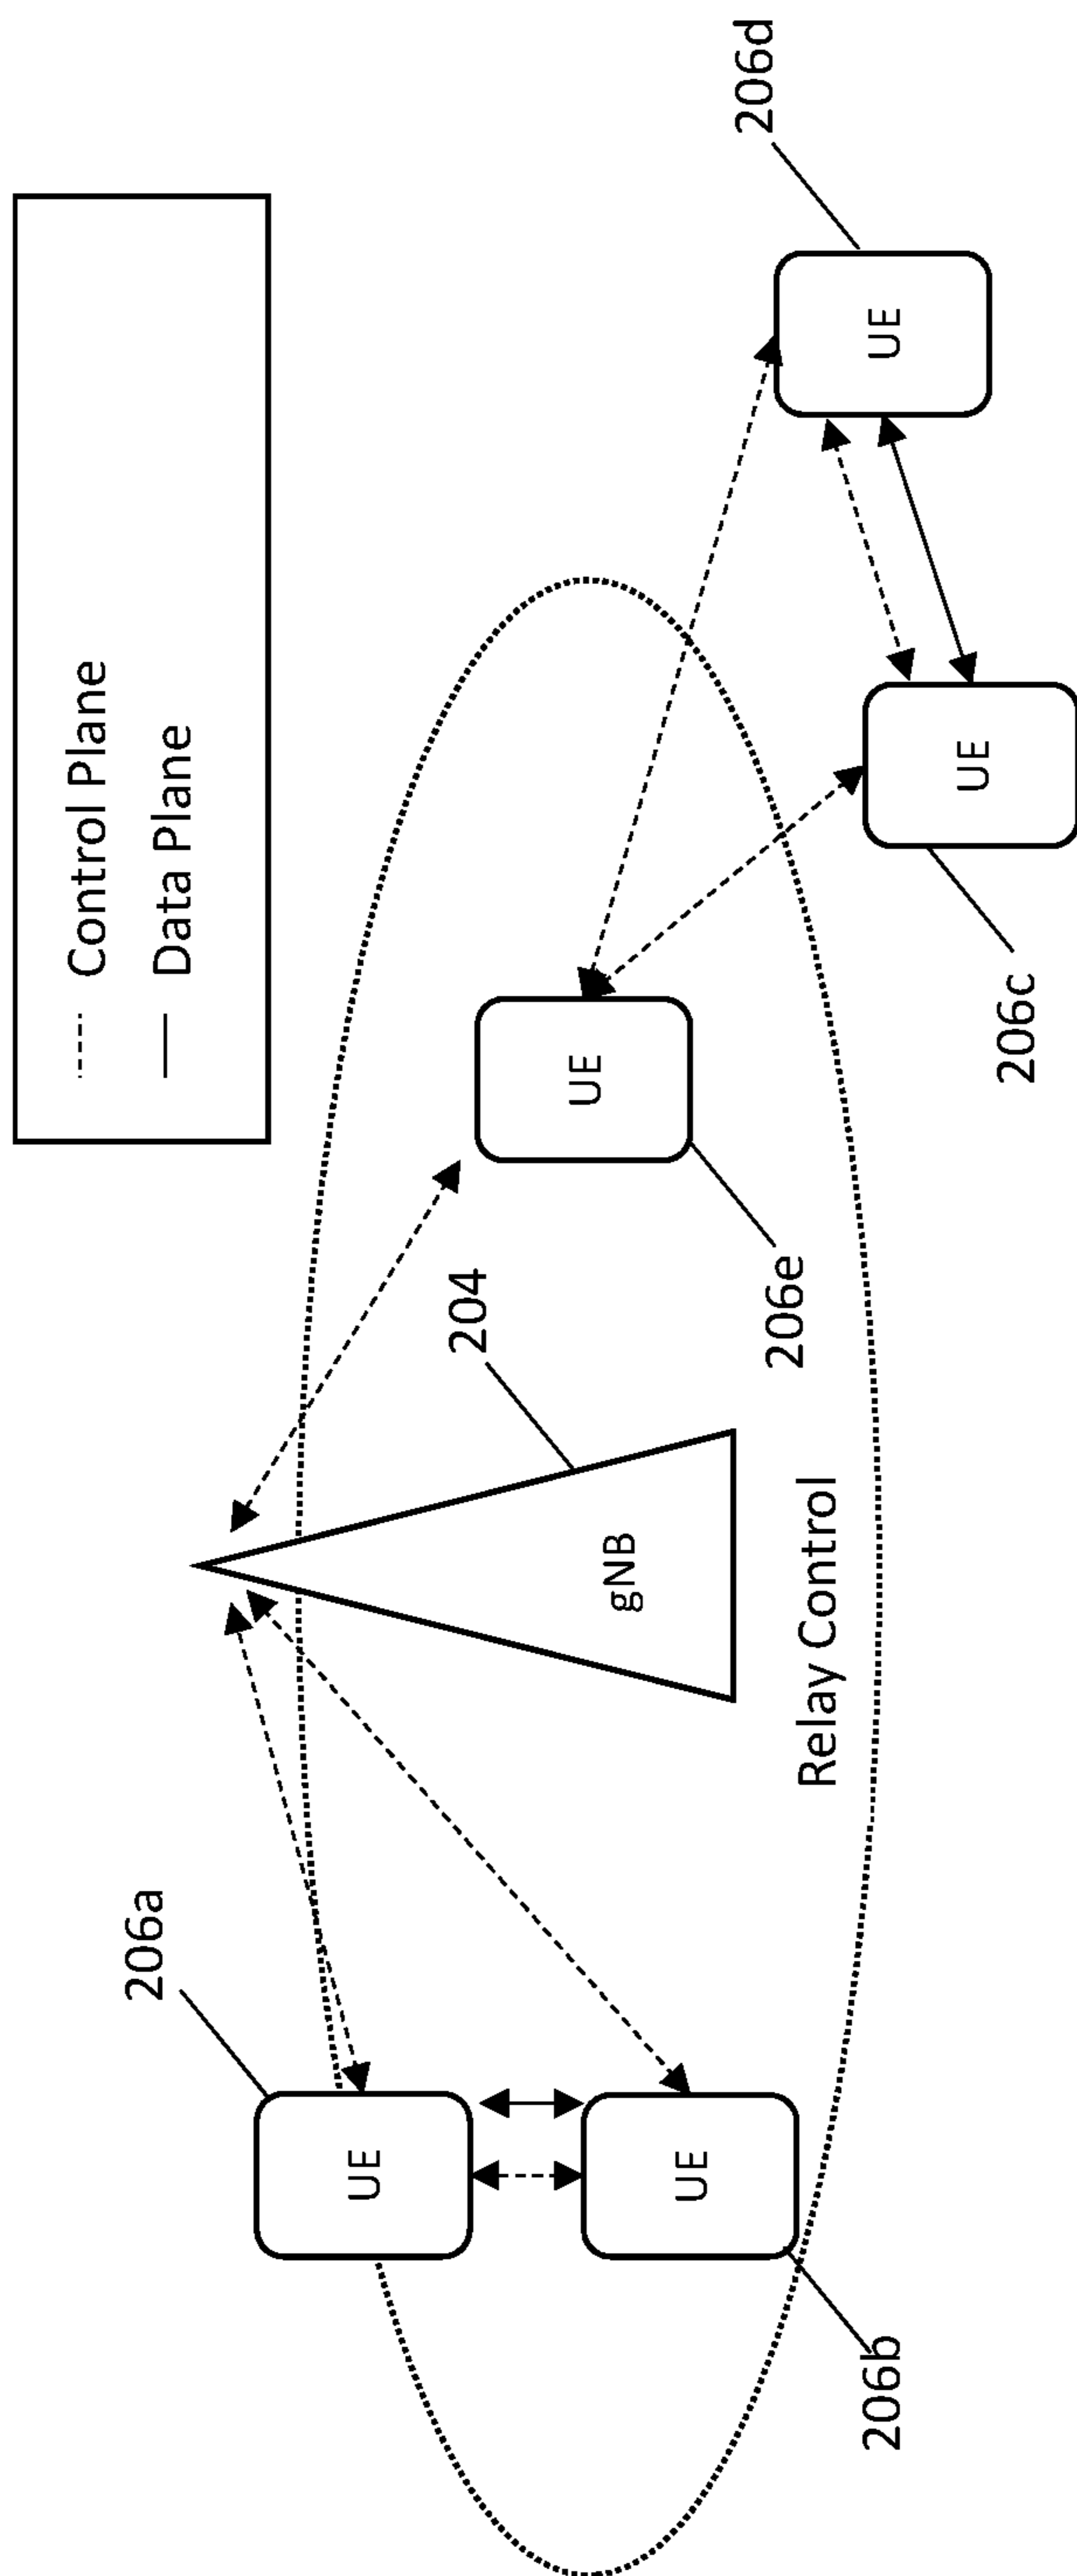 Control Plane
Data Plane
206a
204
206d
UE
UE
UE
UE
gNB
UE
206e
Relay Control
206b
206c